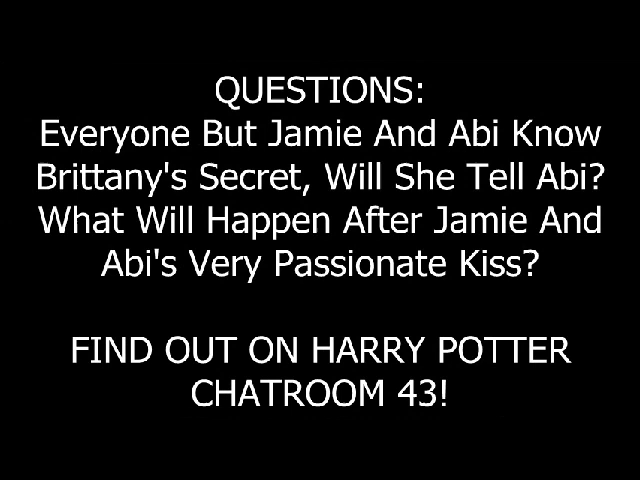 QUESTIONS:
Everyone But Jamie And Abi Know
Brittany's Secret, Will She Tell Abi?
What Will Happen After Jamie And
Abi's Very Passionate Kiss?
FIND OUT ON HARRY POTTER
CHATROOM 43!